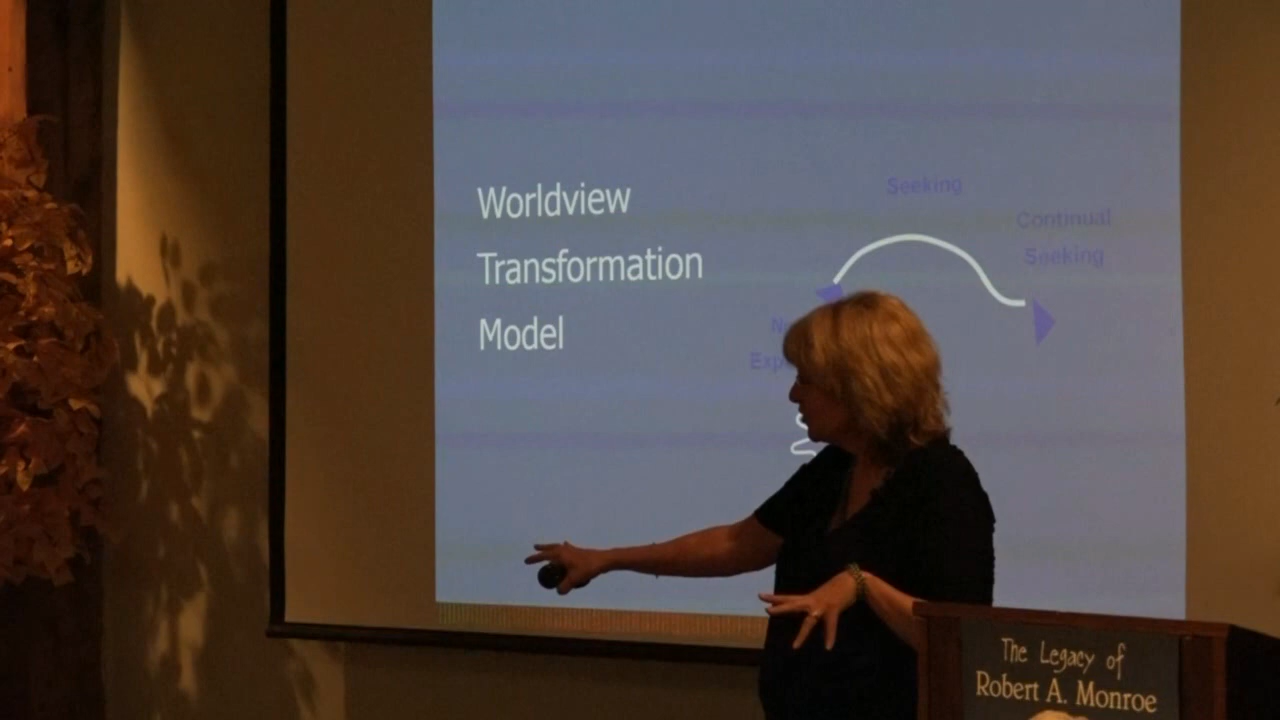 Worldview
Transformation
Model
Seeking
Continual
Seeking
The Legacy of
Robert A. Monroe